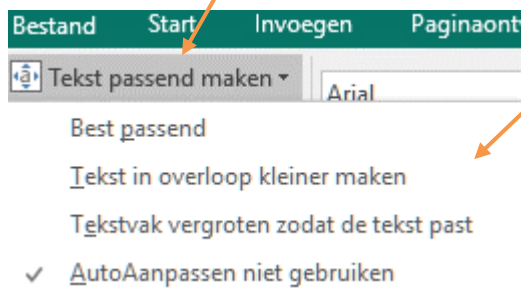 Bestand Start Invoegen Paginaont
Tekst passend maken
Arial
Best passend
Tekst in overloop kleiner maken
Tekstvak vergroten zodat de tekst past
AutoAanpassen niet gebruiken